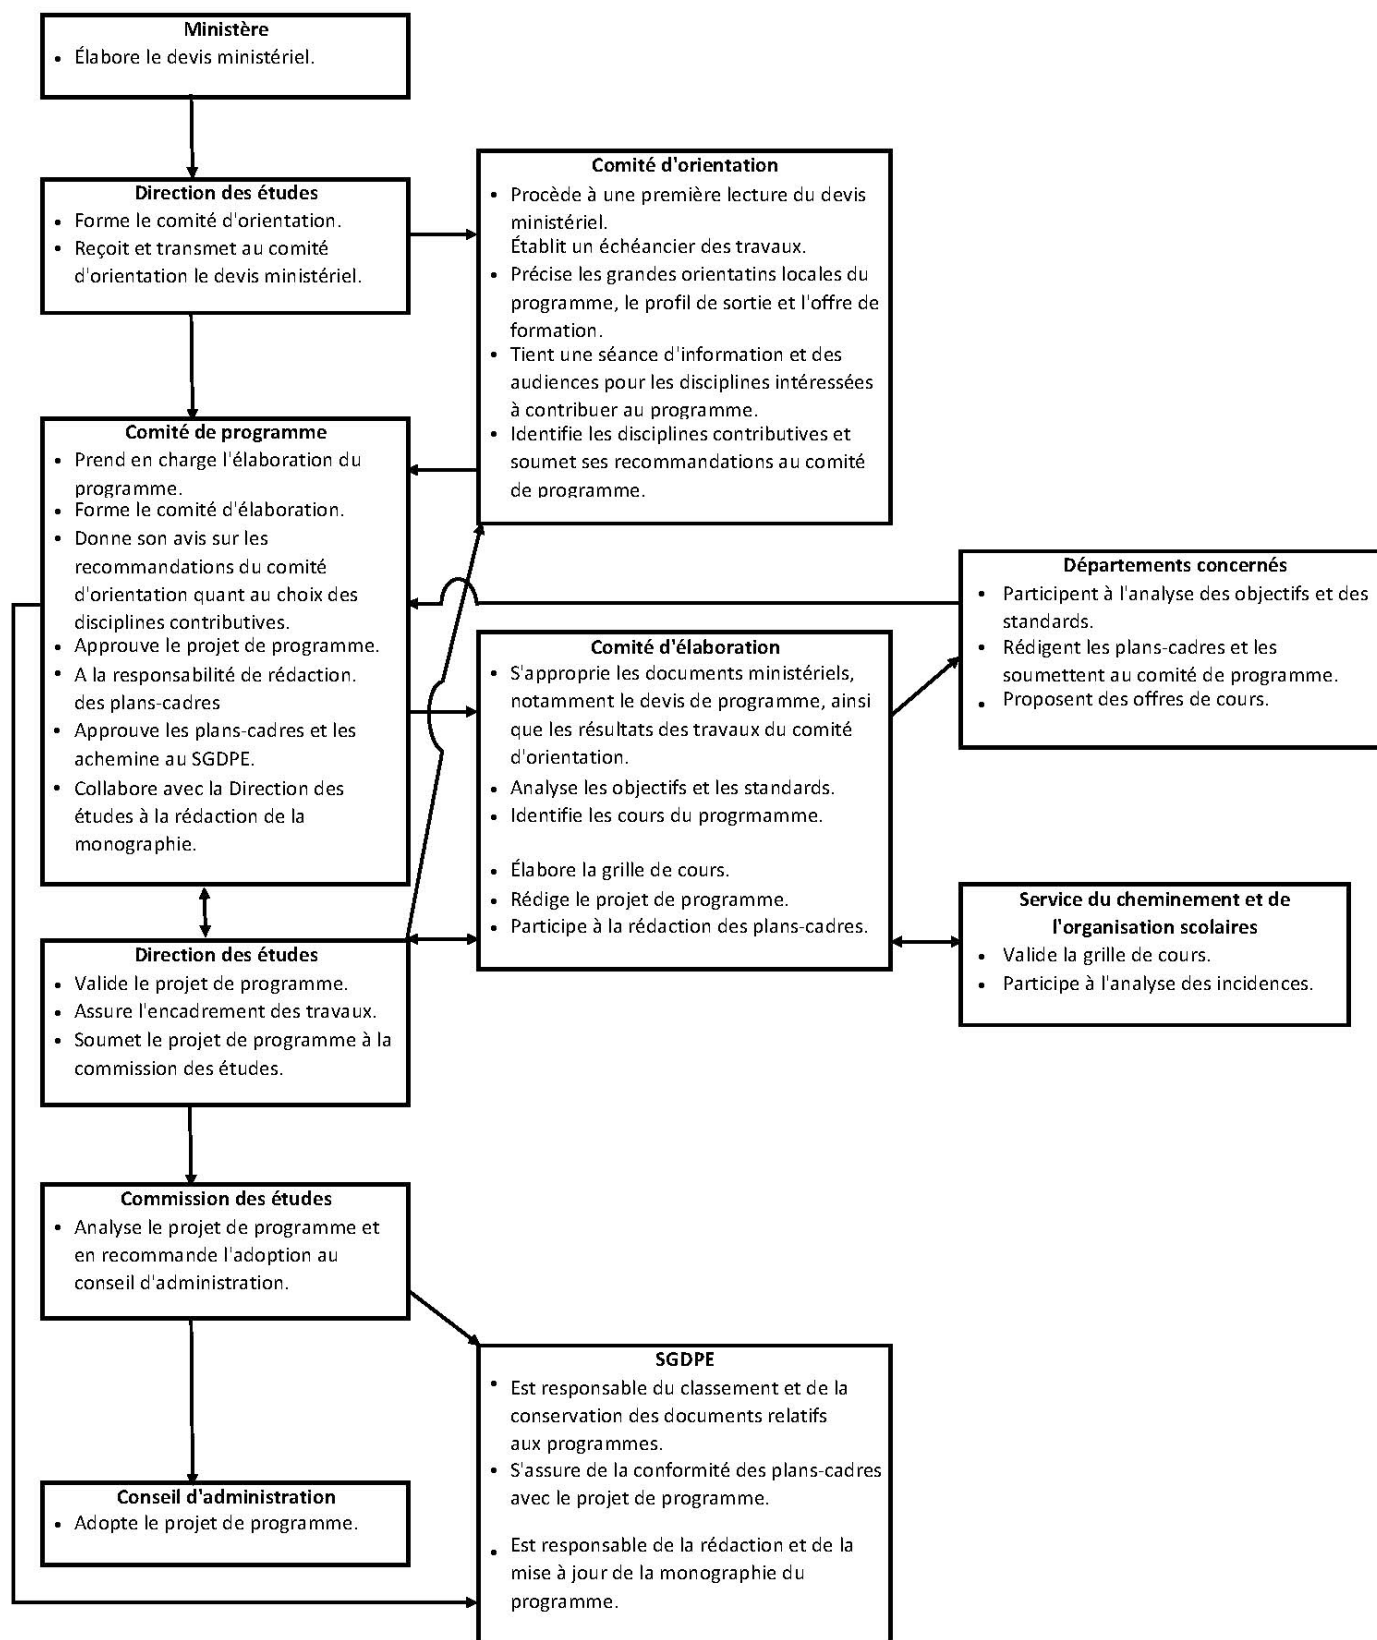 Ministère
• Élabore le devis ministériel.
Direction des études
• Forme le comité d'orientation.
• Reçoit et transmet au comité
d'orientation le devis ministériel.
Comité d'orientation
• Procède à une première lecture du devis
ministériel.
Établit un échéancier des travaux.
• Précise les grandes orientatins locales du
programme, le profil de sortie et l'offre de
formation.
• Tient une séance d'information et des
audiences pour les disciplines intéressées
à contribuer au programme.
• Identifie les disciplines contributives et
soumet ses recommandations au comité
de programme.
Comité de programme
• Prend en charge l'élaboration du
programme.
• Forme le comité d'élaboration.
• Donne son avis sur les
recommandations du comité
d'orientation quant au choix des
disciplines contributives.
• Approuve le projet de programme.
• A la responsabilité de rédaction.
des plans-cadres
• Approuve les plans-cadres et les
achemine au SGDPE.
• Collabore avec la Direction des
études à la rédaction de la
monographie.
Départements concernés
• Participent à l'analyse des objectifs et des
standards.
• Rédigent les plans-cadres et les
soumettent au comité de programme.
• Proposent des offres de cours.
Comité d'élaboration
• S'approprie les documents ministériels,
notamment le devis de programme, ainsi
que les résultats des travaux du comité
d'orientation.
• Analyse les objectifs et les standards.
• Identifie les cours du progrmamme.
• Élabore la grille de cours.
• Rédige le projet de programme.
• Participe à la rédaction des plans-cadres.
Service du cheminement et de
l'organisation scolaires
• Valide la grille de cours.
• Participe à l'analyse des incidences.
Direction des études
• Valide le projet de programme.
• Assure l'encadrement des travaux.
• Soumet le projet de programme à la
commission des études.
Commission des études
• Analyse le projet de programme et
en recommande l'adoption au
conseil d'administration.
SGDPE
• Est responsable du classement et de la
conservation des documents relatifs
aux programmes.
• S'assure de la conformité des plans-cadres
avec le projet de programme.
• Est responsable de la rédaction et de la
mise à jour de la monographie du
programme.
Conseil d'administration
• Adopte le projet de programme.